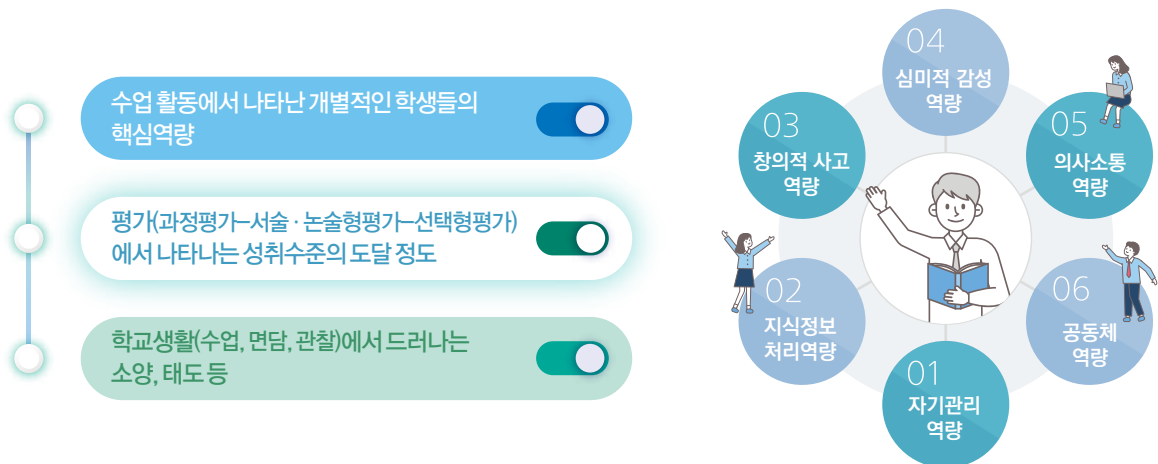 수업 활동에서 나타난 개별적인 학생들의
핵심역량
평가(과정평가–서술·논술형평가–선택형평가)
에서 나타나는 성취수준의 도달 정도
학교생활(수업, 면담, 관찰)에서 드러나는
소양, 태도 등
01
자기관리
역량
02
지식정보
처리역량
03
창의적 사고
역량
04
심미적 감성
역량
05
의사소통
역량
06
공동체
역량